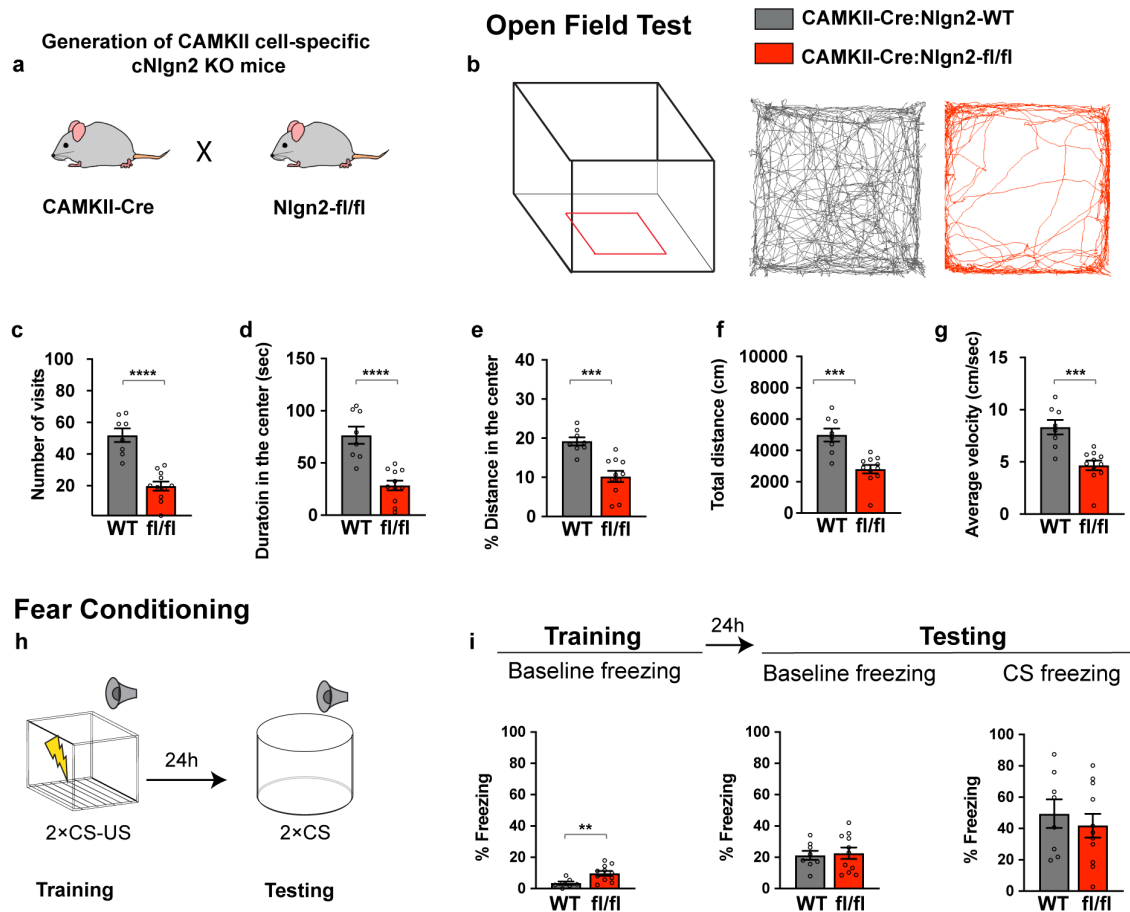 Generation of CAMKII cell-specific
cNlgn2 KO mice
a
CAMKII-Cre
X
Nlgn2-fl/fl
Open Field Test
CAMKII-Cre:Nlgn2-WT
CAMKII-Cre:Nlgn2-fl/fl
b
c
Number of visits
100
80
60
40
20
****
WT fl/fl
d
Duratoin in the center (sec)
150
100
50
0
****
WT fl/fl
e
% Distance in the center
40
30
20
10
0
***
WT fl/fl
f
Total distance (cm)
10000
8000
6000
4000
2000
0
***
WT fl/fl
g
Average velocity (cm/sec)
15
10
5
0
***
WT fl/fl
Fear Conditioning
h
24h
2×CS-US
2×CS
Training
Testing
i
Training
24h
Testing
Baseline freezing
Baseline freezing
CS freezing
% Freezing
100
80
60
40
20
0
**
WT fl/fl
% Freezing
100
80
60
40
20
0
WT fl/fl
% Freezing
100
80
60
40
20
0
WT fl/fl